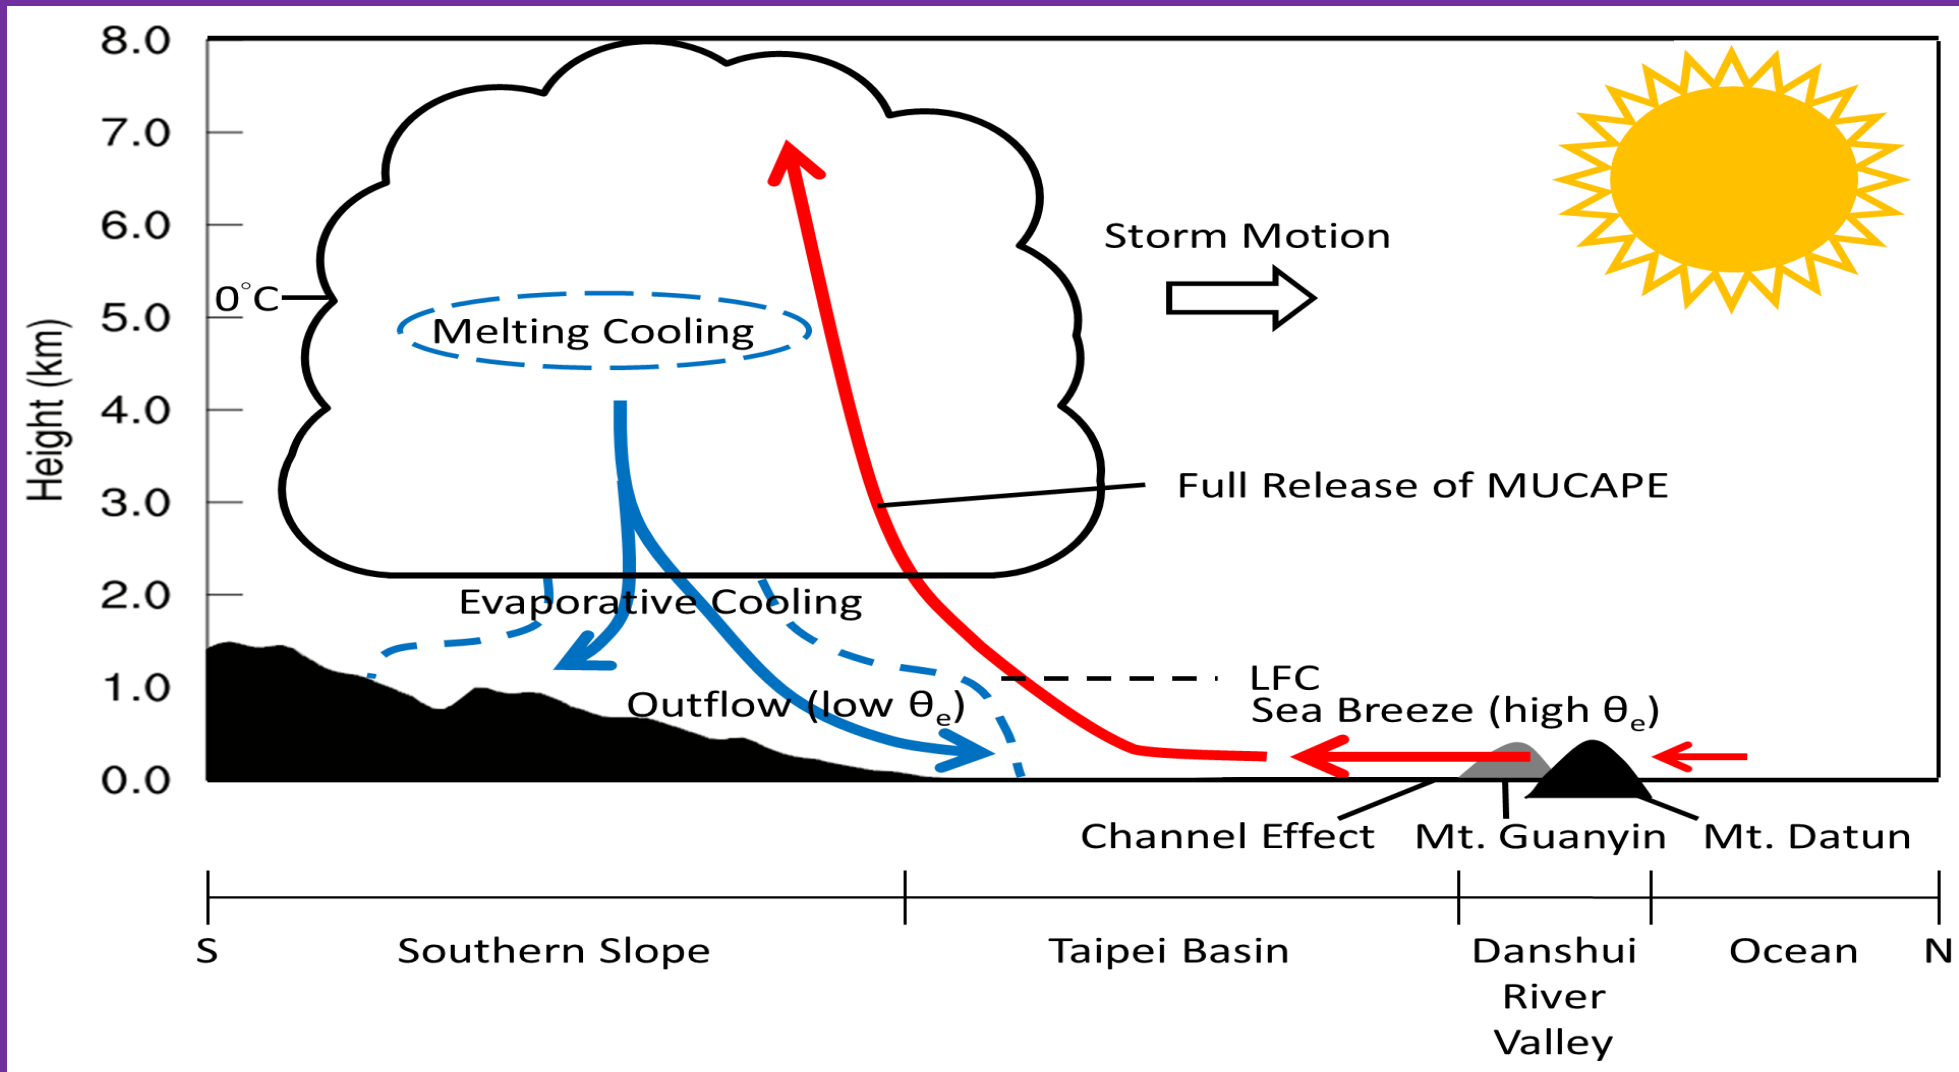 8.0
7.0
6.0
5.0
4.0
3.0
2.0
1.0
0.0
Height (km)
0°C
Melting Cooling
Storm Motion
Full Release of MUCAPE
Evaporative Cooling
Outflow (low θe)
LFC
Sea Breeze (high θe)
Channel Effect
Mt. Guanyin
Mt. Datun
S
Southern Slope
Taipei Basin
Danshui
River
Valley
Ocean
N